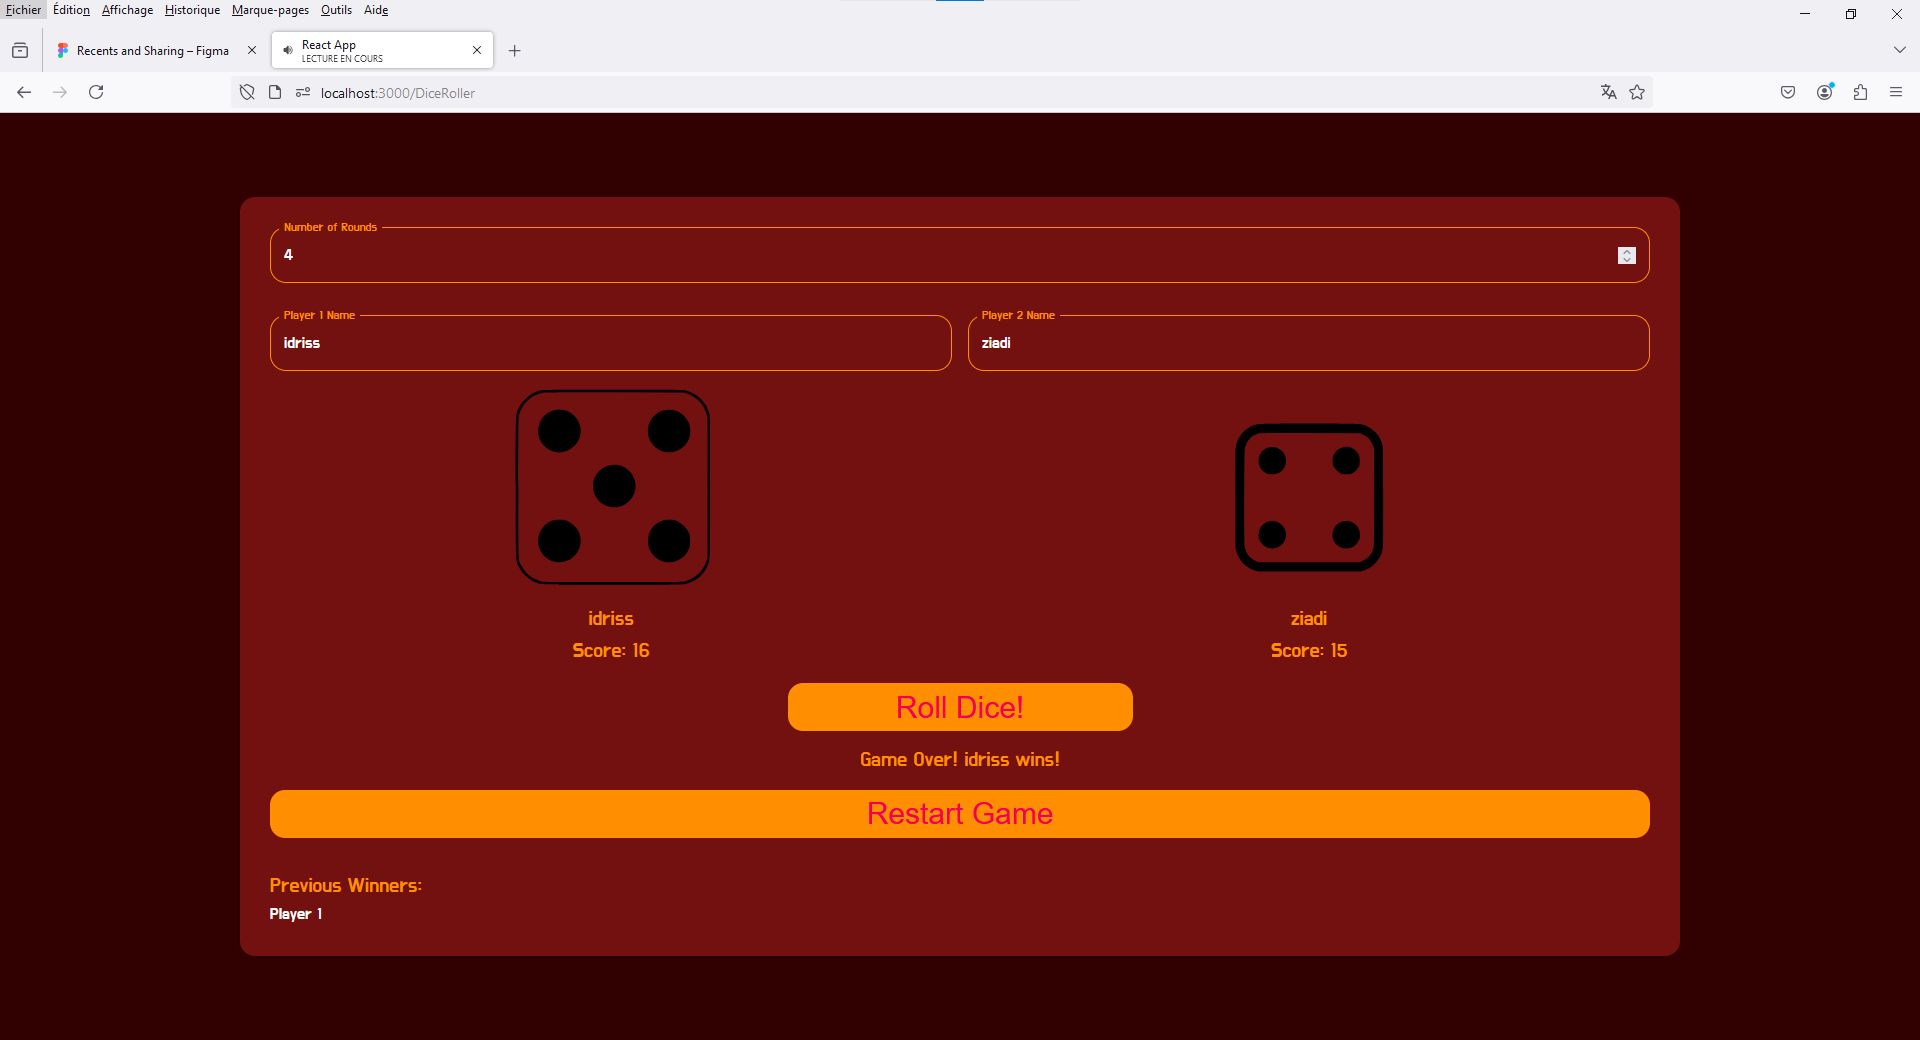 Fichier Édition Affichage Historique Marque-pages Outils Aide
Recents and Sharing – Figma
React App
LECTURE EN COURS
localhost:3000/DiceRoller
Number of Rounds
4
Player 1 Name
idriss
Player 2 Name
ziadi
idriss
Score: 16
ziadi
Score: 15
Roll Dice!
Game Over! idriss wins!
Restart Game
Previous Winners:
Player 1